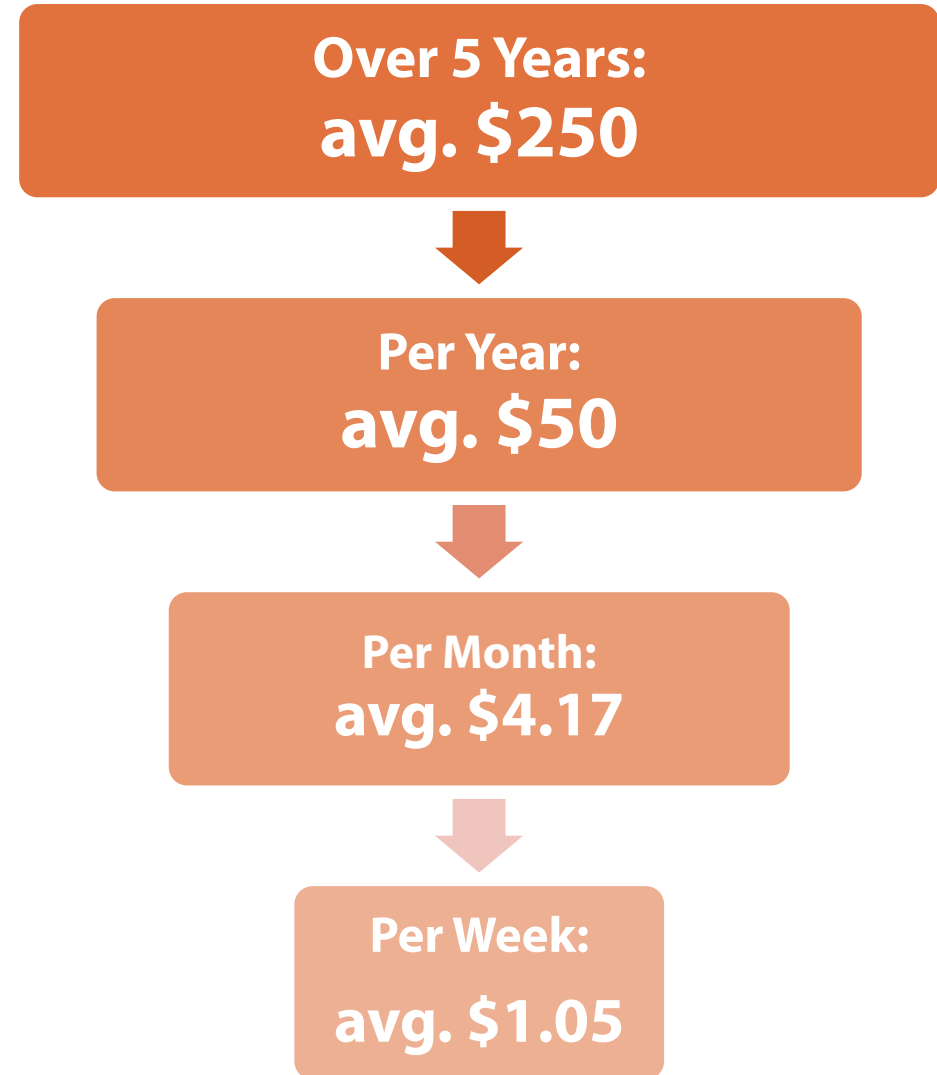 Over 5 Years:
avg. $250
Per Year:
avg. $50
Per Month:
avg. $4.17
Per Week:
avg. $1.05